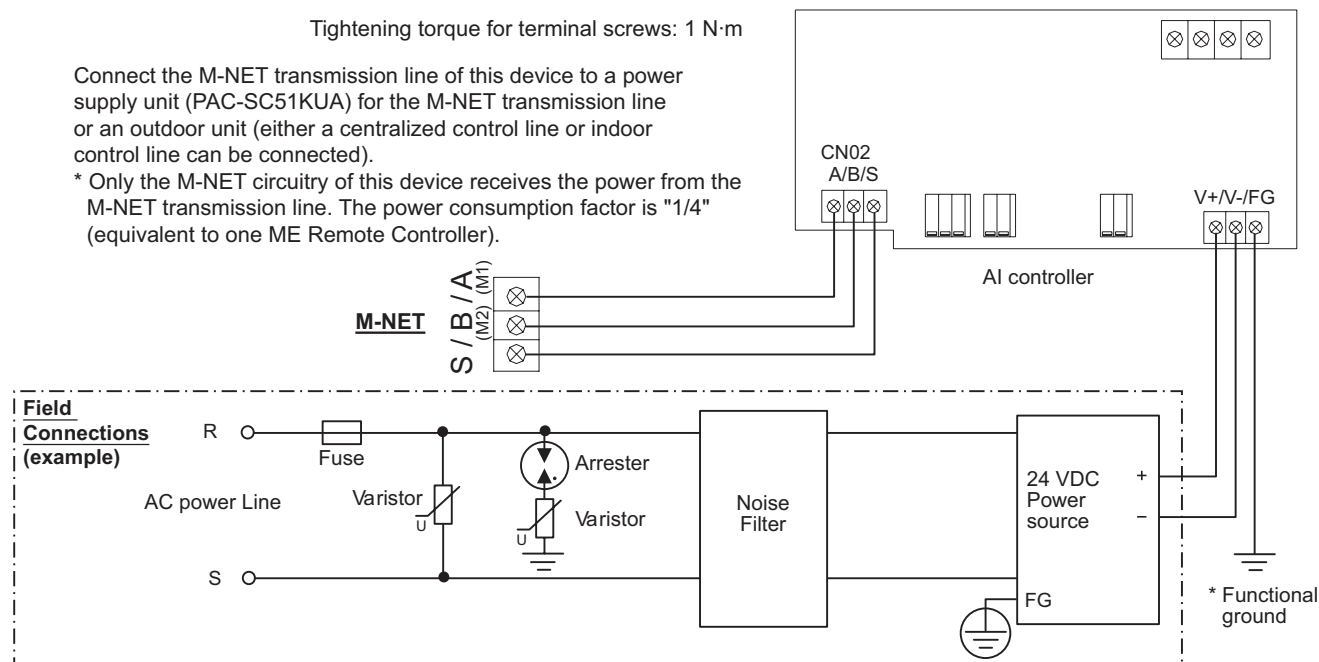 Tightening torque for terminal screws: 1 N·m
Connect the M-NET transmission line of this device to a power
supply unit (PAC-SC51KUA) for the M-NET transmission line
or an outdoor unit (either a centralized control line or indoor
control line can be connected).
* Only the M-NET circuitry of this device receives the power from the
M-NET transmission line. The power consumption factor is "1/4"
(equivalent to one ME Remote Controller).
CN02
A/B/S
V+/V-/FG
AI controller
M-NET
S / B / A
(M2) (M1)
Field
Connections
(example)
R
Fuse
Arrester
AC power Line
Varistor
U
Varistor
U
Noise
Filter
24 VDC
Power
source
+
−
S
FG
* Functional
ground